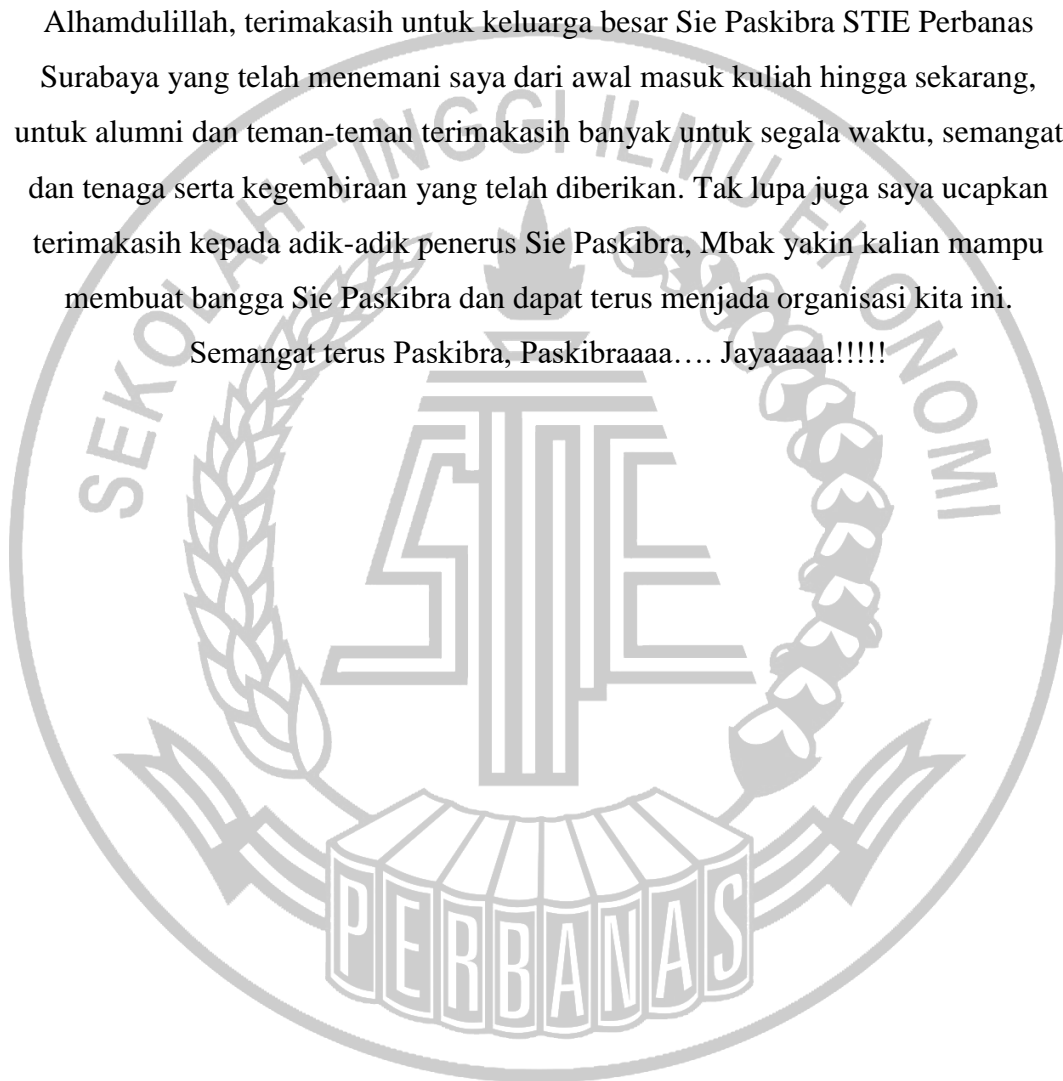 Alhamdulillah, terimakasih untuk keluarga besar Sie Paskibra STIE Perbanas
Surabaya yang telah menemani saya dari awal masuk kuliah hingga sekarang,
untuk alumni dan teman-teman terimakasih banyak untuk segala waktu, semangat
dan tenaga serta kegembiraan yang telah diberikan. Tak lupa juga saya ucapkan
terimakasih kepada adik-adik penerus Sie Paskibra, Mbak yakin kalian mampu
membuat bangga Sie Paskibra dan dapat terus menjada organisasi kita ini.
Semangat terus Paskibra, Paskibraaaa…. Jayaaaaa!!!!!
SEKOLAH TINGGI ILMU EKONOMI
STIE
PERBANAS